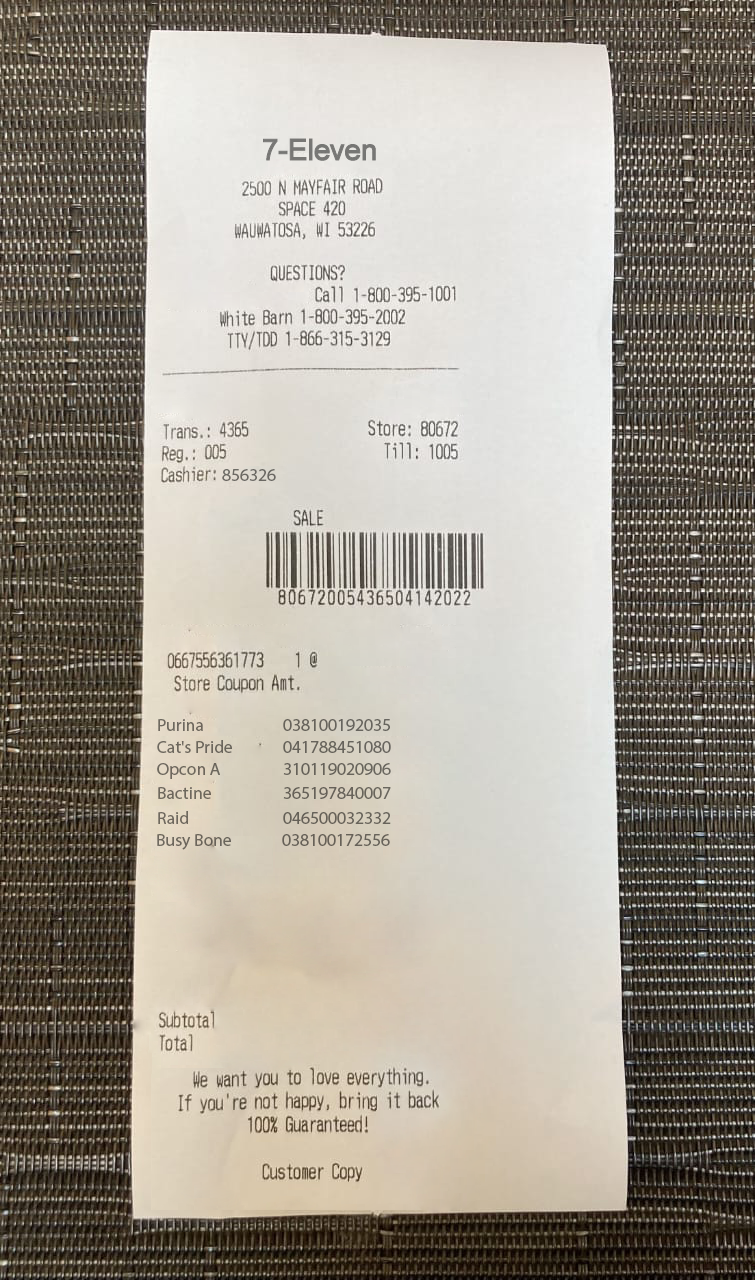 7-Eleven
2500 N MAYFAIR ROAD
SPACE 420
WAUWATOSA, WI 53226
QUESTIONS?
Call 1-800-395-1001
White Barn 1-800-395-2002
TTY/TDD 1-866-315-3129
Trans.: 4365 Store: 80672
Reg.: 005 Till: 1005
Cashier: 856326
SALE
80672005436504142022
0667556361773 1 @
Store Coupon Amt.
Purina 038100192035
Cat's Pride 041788451080
Opcon A 310119020906
Bactine 365197840007
Raid 046500032332
Busy Bone 038100172556
Subtotal
Total
We want you to love everything.
If you're not happy, bring it back
100% Guaranteed!
Customer Copy